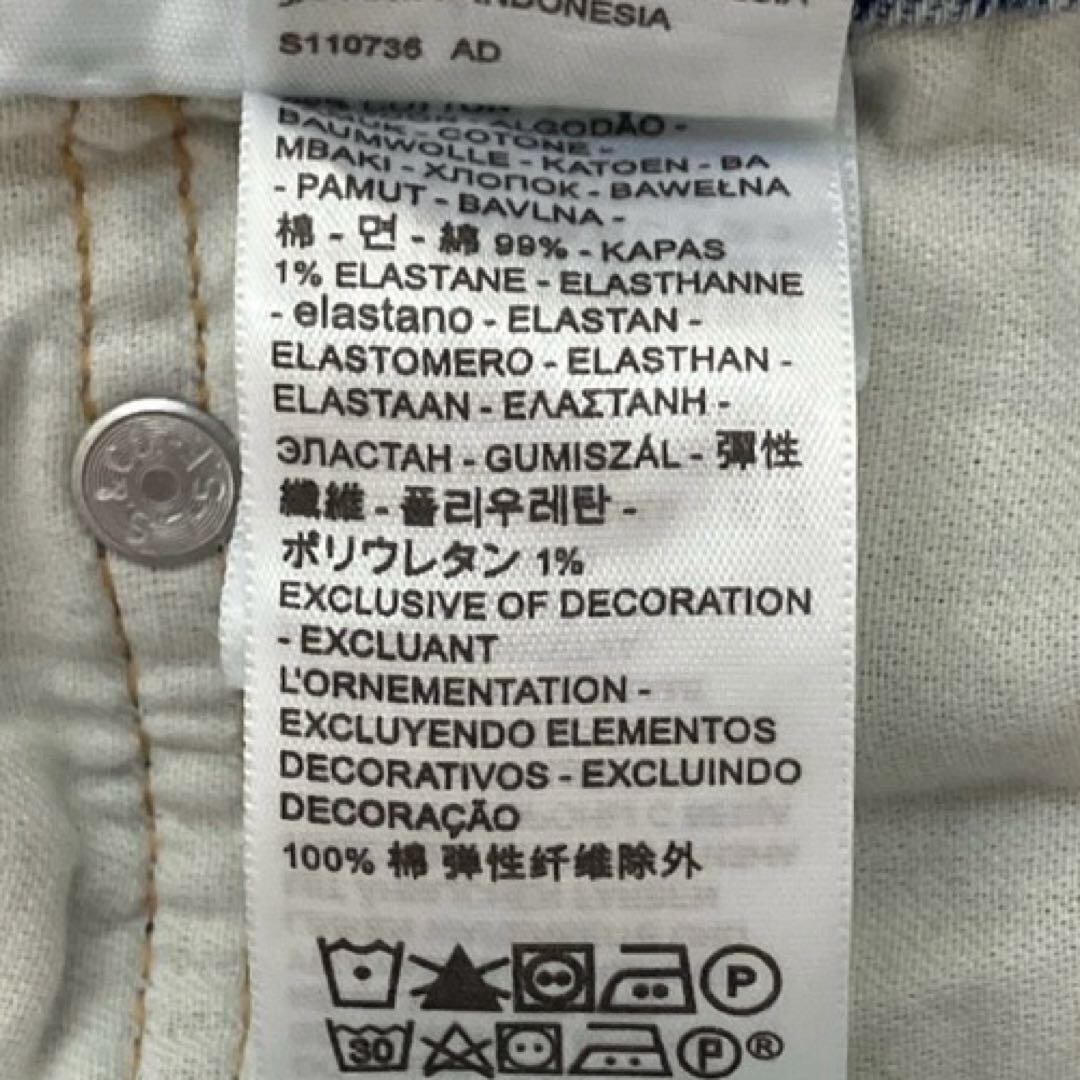 INDONESIA
S110736 AD
COTTON
ALGODÃO -
BAUMWOLLE - KATOEN - BA
MBAKI - ХЛОПОК - BAWEŁNA
- PAMUT - BAVLNA -
棉 - 면 - 綿 99% - KAPAS
1% ELASTANE - ELASTHANNE
- elastano - ELASTAN -
ELASTOMERO - ELASTHAN -
ELASTAAN - ΕΛΑΣΤΑΝΗ -
ЭЛАСТАН - GUMISZÁL - 彈性
纖維 - 폴리우레탄 -
ポリウレタン 1%
EXCLUSIVE OF DECORATION
- EXCLUANT
L'ORNEMENTATION -
EXCLUYENDO ELEMENTOS
DECORATIVOS - EXCLUINDO
DECORAÇÃO
100% 棉 弹性纤维除外
P
30 P ®